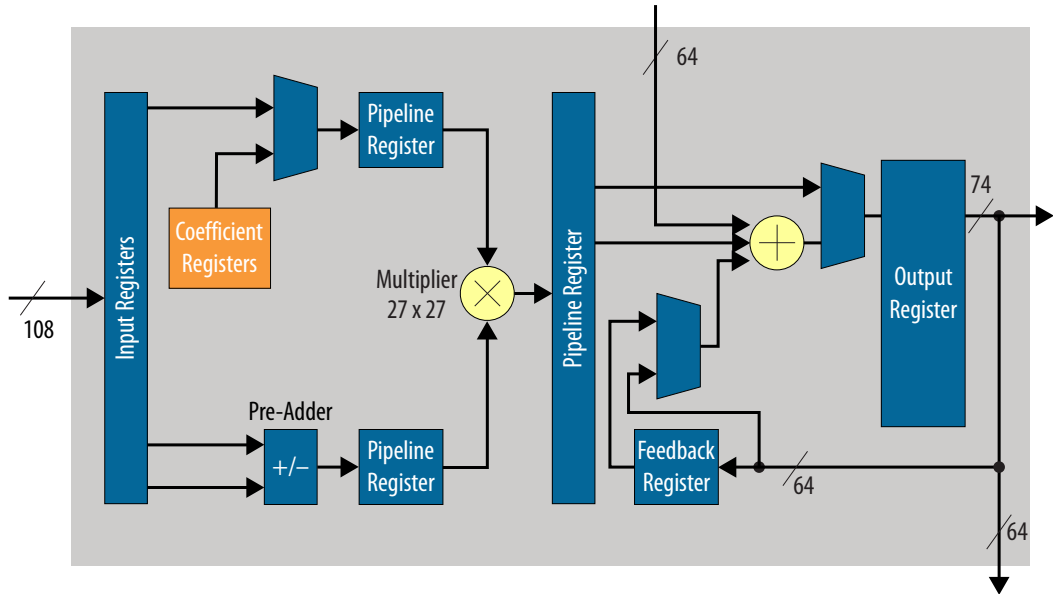 64
Pipeline
Register
Coefficient
Registers
Input Registers
108
Multiplier
27 x 27
Pre-Adder
+/−
Pipeline
Register
Pipeline Register
Feedback
Register
64
Output
Register
74
64